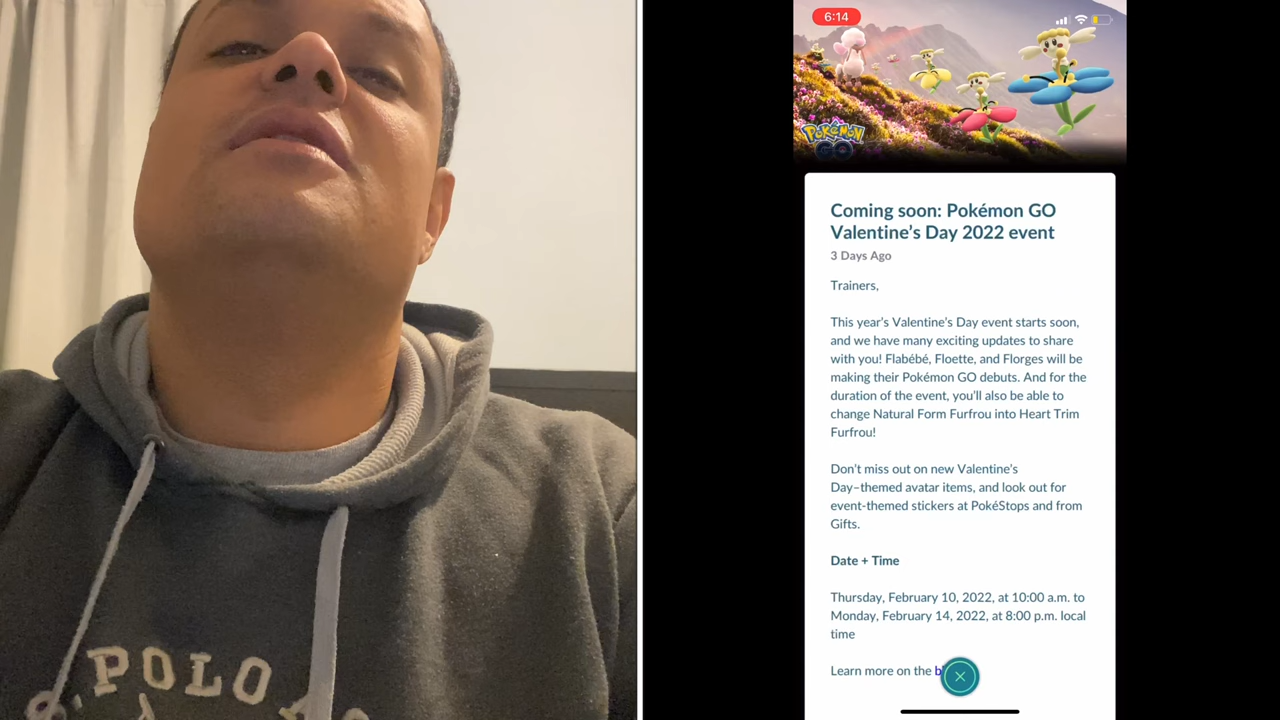 POLO
6:14
POKÉMON
GO
Coming soon: Pokémon GO
Valentine's Day 2022 event
3 Days Ago
Trainers,
This year's Valentine's Day event starts soon,
and we have many exciting updates to share
with you! Flabébé, Floette, and Florges will be
making their Pokémon GO debuts. And for the
duration of the event, you'll also be able to
change Natural Form Furfrou into Heart Trim
Furfrou!
Don't miss out on new Valentine's
Day–themed avatar items, and look out for
event-themed stickers at PokéStops and from
Gifts.
Date + Time
Thursday, February 10, 2022, at 10:00 a.m. to
Monday, February 14, 2022, at 8:00 p.m. local
time
Learn more on the